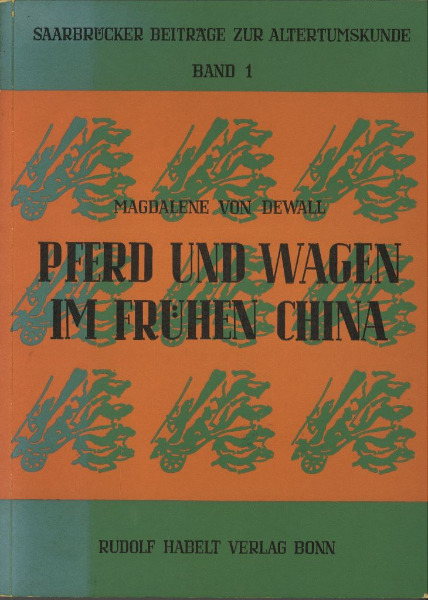 SAARBRÜCKER BEITRÄGE ZUR ALTERTUMSKUNDE
BAND 1
MAGDALENE VON DEWALL
PFERD UND WAGEN
IM FRÜHEN CHINA
RUDOLF HABELT VERLAG BONN